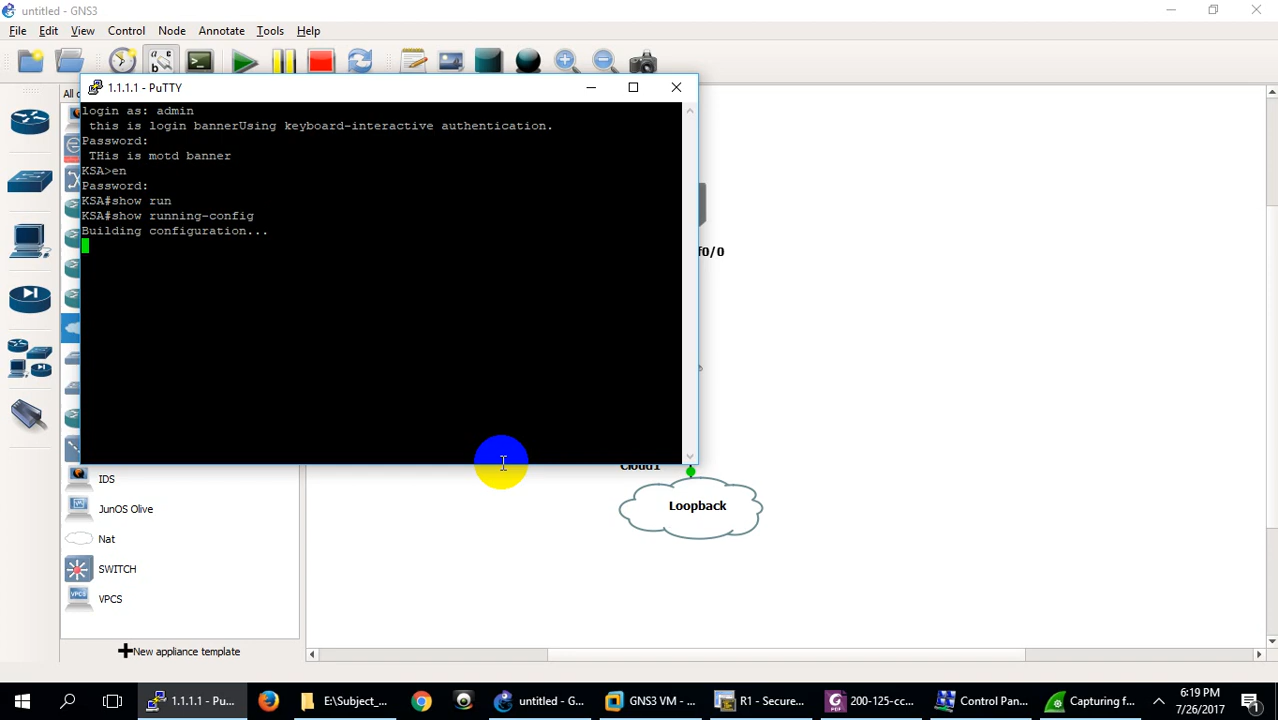 untitled - GNS3
File Edit View Control Node Annotate Tools Help
1.1.1.1 - PuTTY
login as: admin
this is login bannerUsing keyboard-interactive authentication.
Password:
THis is motd banner
KSA>en
Password:
KSA#show run
KSA#show running-config
Building configuration...
f0/0
Cloud1
Loopback
IDS
JunOS Olive
Nat
SWITCH
VPCS
New appliance template
1.1.1.1 - Pu...
E:\Subject_...
untitled - G...
GNS3 VM - ...
R1 - Secure...
200-125-cc...
Control Pan...
Capturing f...
6:19 PM
7/26/2017